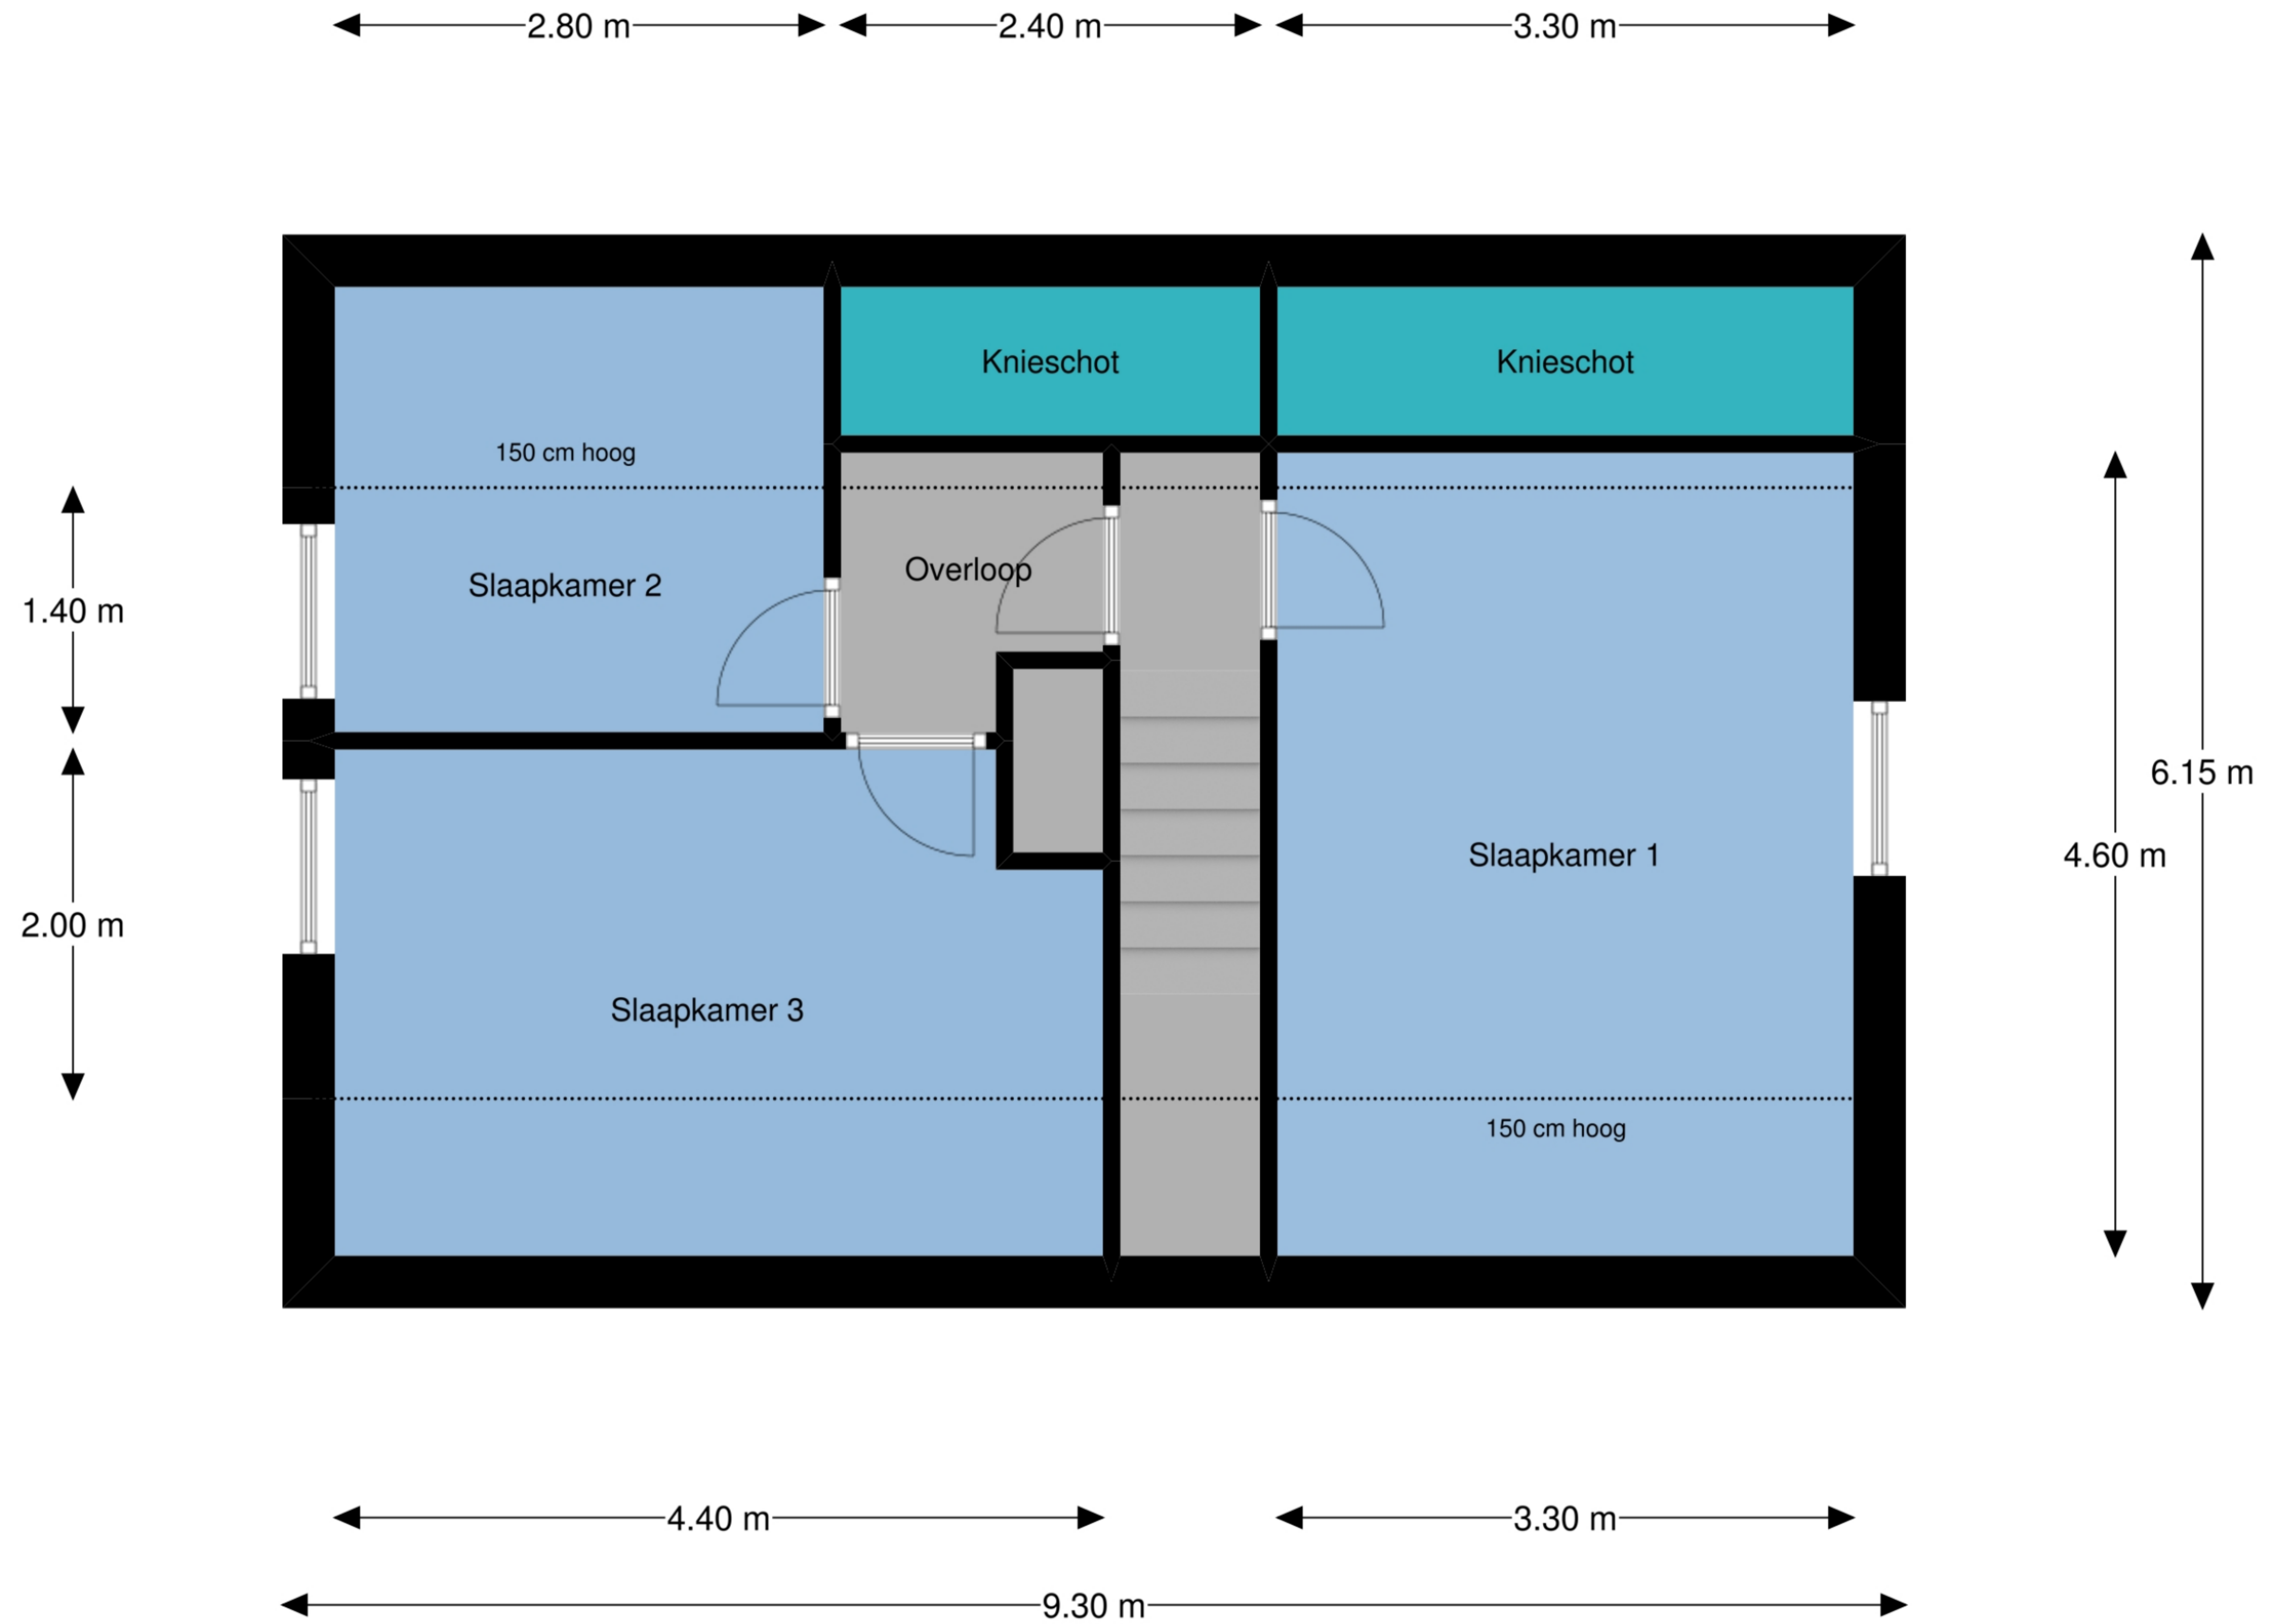 2.80 m
2.40 m
3.30 m
Knieschot
Knieschot
150 cm hoog
Slaapkamer 2
Overloop
1.40 m
6.15 m
4.60 m
Slaapkamer 1
2.00 m
Slaapkamer 3
150 cm hoog
4.40 m
3.30 m
9.30 m